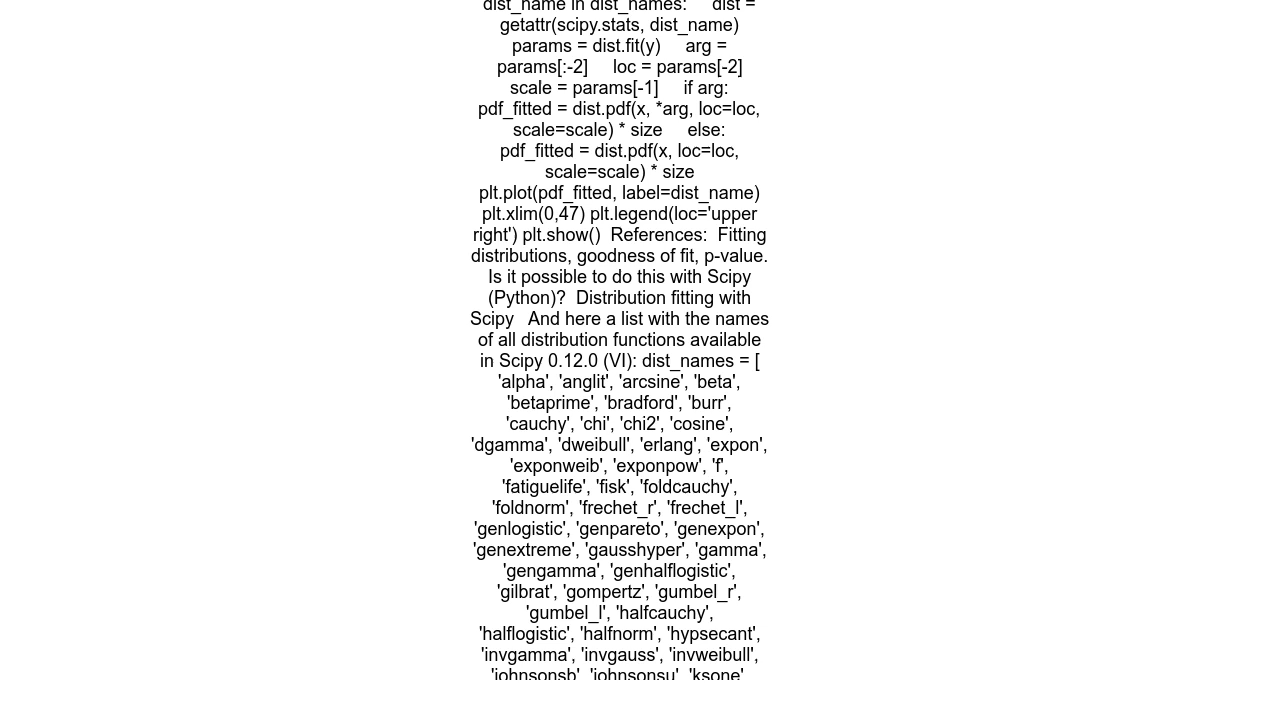 dist_name in dist_names:     dist =
getattr(scipy.stats, dist_name)
params = dist.fit(y)     arg =
params[:-2]     loc = params[-2]
scale = params[-1]     if arg:
pdf_fitted = dist.pdf(x, *arg, loc=loc,
scale=scale) * size     else:
pdf_fitted = dist.pdf(x, loc=loc,
scale=scale) * size
plt.plot(pdf_fitted, label=dist_name)
plt.xlim(0,47) plt.legend(loc='upper
right') plt.show()  References:  Fitting
distributions, goodness of fit, p-value.
Is it possible to do this with Scipy
(Python)?  Distribution fitting with
Scipy   And here a list with the names
of all distribution functions available
in Scipy 0.12.0 (VI): dist_names = [
'alpha', 'anglit', 'arcsine', 'beta',
'betaprime', 'bradford', 'burr',
'cauchy', 'chi', 'chi2', 'cosine',
'dgamma', 'dweibull', 'erlang', 'expon',
'exponweib', 'exponpow', 'f',
'fatiguelife', 'fisk', 'foldcauchy',
'foldnorm', 'frechet_r', 'frechet_l',
'genlogistic', 'genpareto', 'genexpon',
'genextreme', 'gausshyper', 'gamma',
'gengamma', 'genhalflogistic',
'gilbrat', 'gompertz', 'gumbel_r',
'gumbel_l', 'halfcauchy',
'halflogistic', 'halfnorm', 'hypsecant',
'invgamma', 'invgauss', 'invweibull',
'johnsonsb', 'johnsonsu', 'ksone'